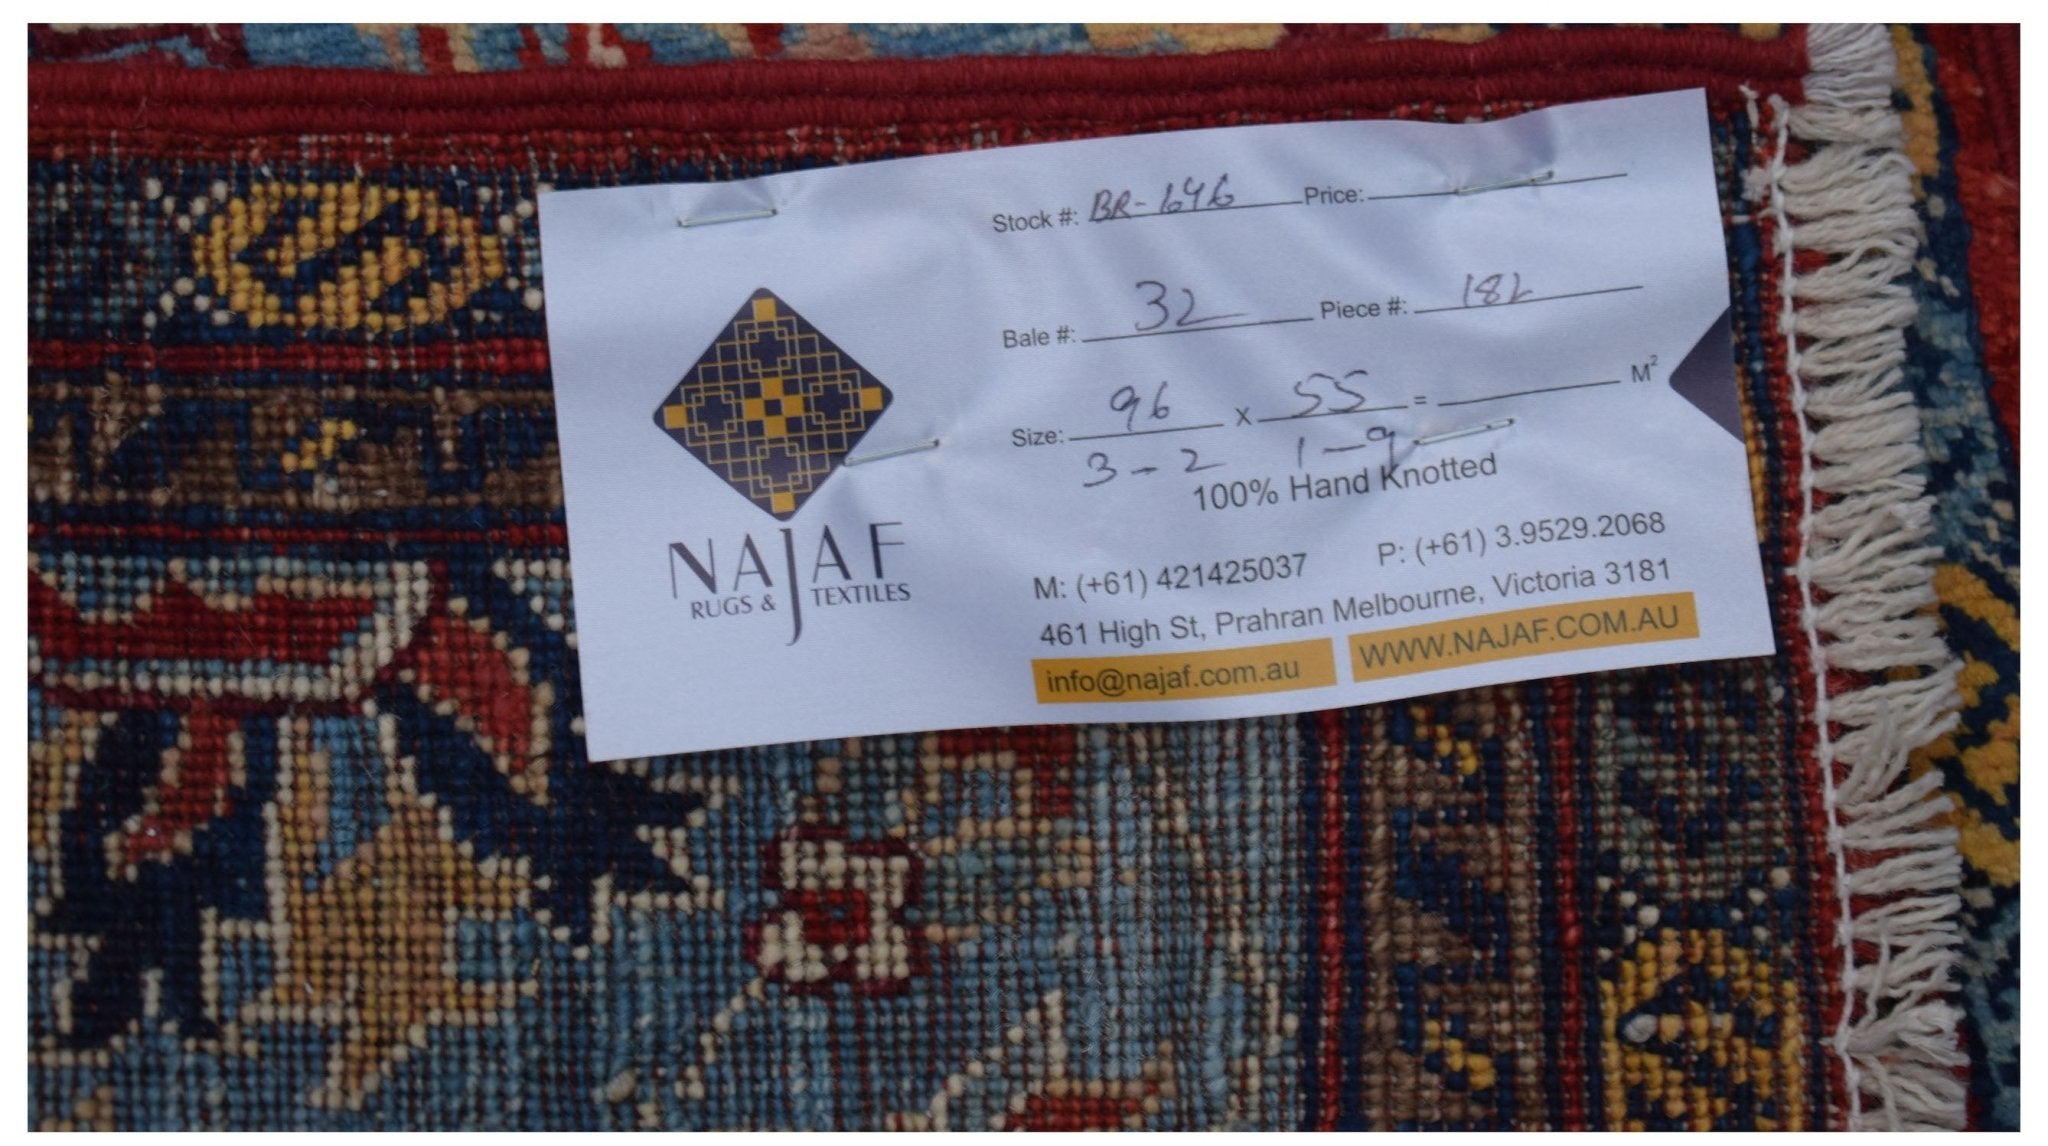 Stock #: BR-1646 Price:
Bale #: 32 Piece #: 182
Size: 96 x 55 = M²
3-2 1-9
100% Hand Knotted
NAJAF
RUGS & TEXTILES
M: (+61) 421425037 P: (+61) 3.9529.2068
461 High St, Prahran Melbourne, Victoria 3181
info@najaf.com.au WWW.NAJAF.COM.AU